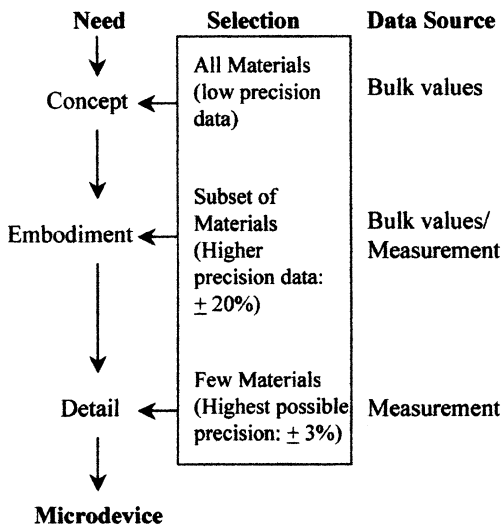 Need
Selection
Data Source
All Materials
(low precision
data)
Concept
Bulk values
Subset of
Materials
(Higher
precision data:
± 20%)
Embodiment
Bulk values/
Measurement
Few Materials
(Highest possible
precision: ± 3%)
Detail
Measurement
Microdevice